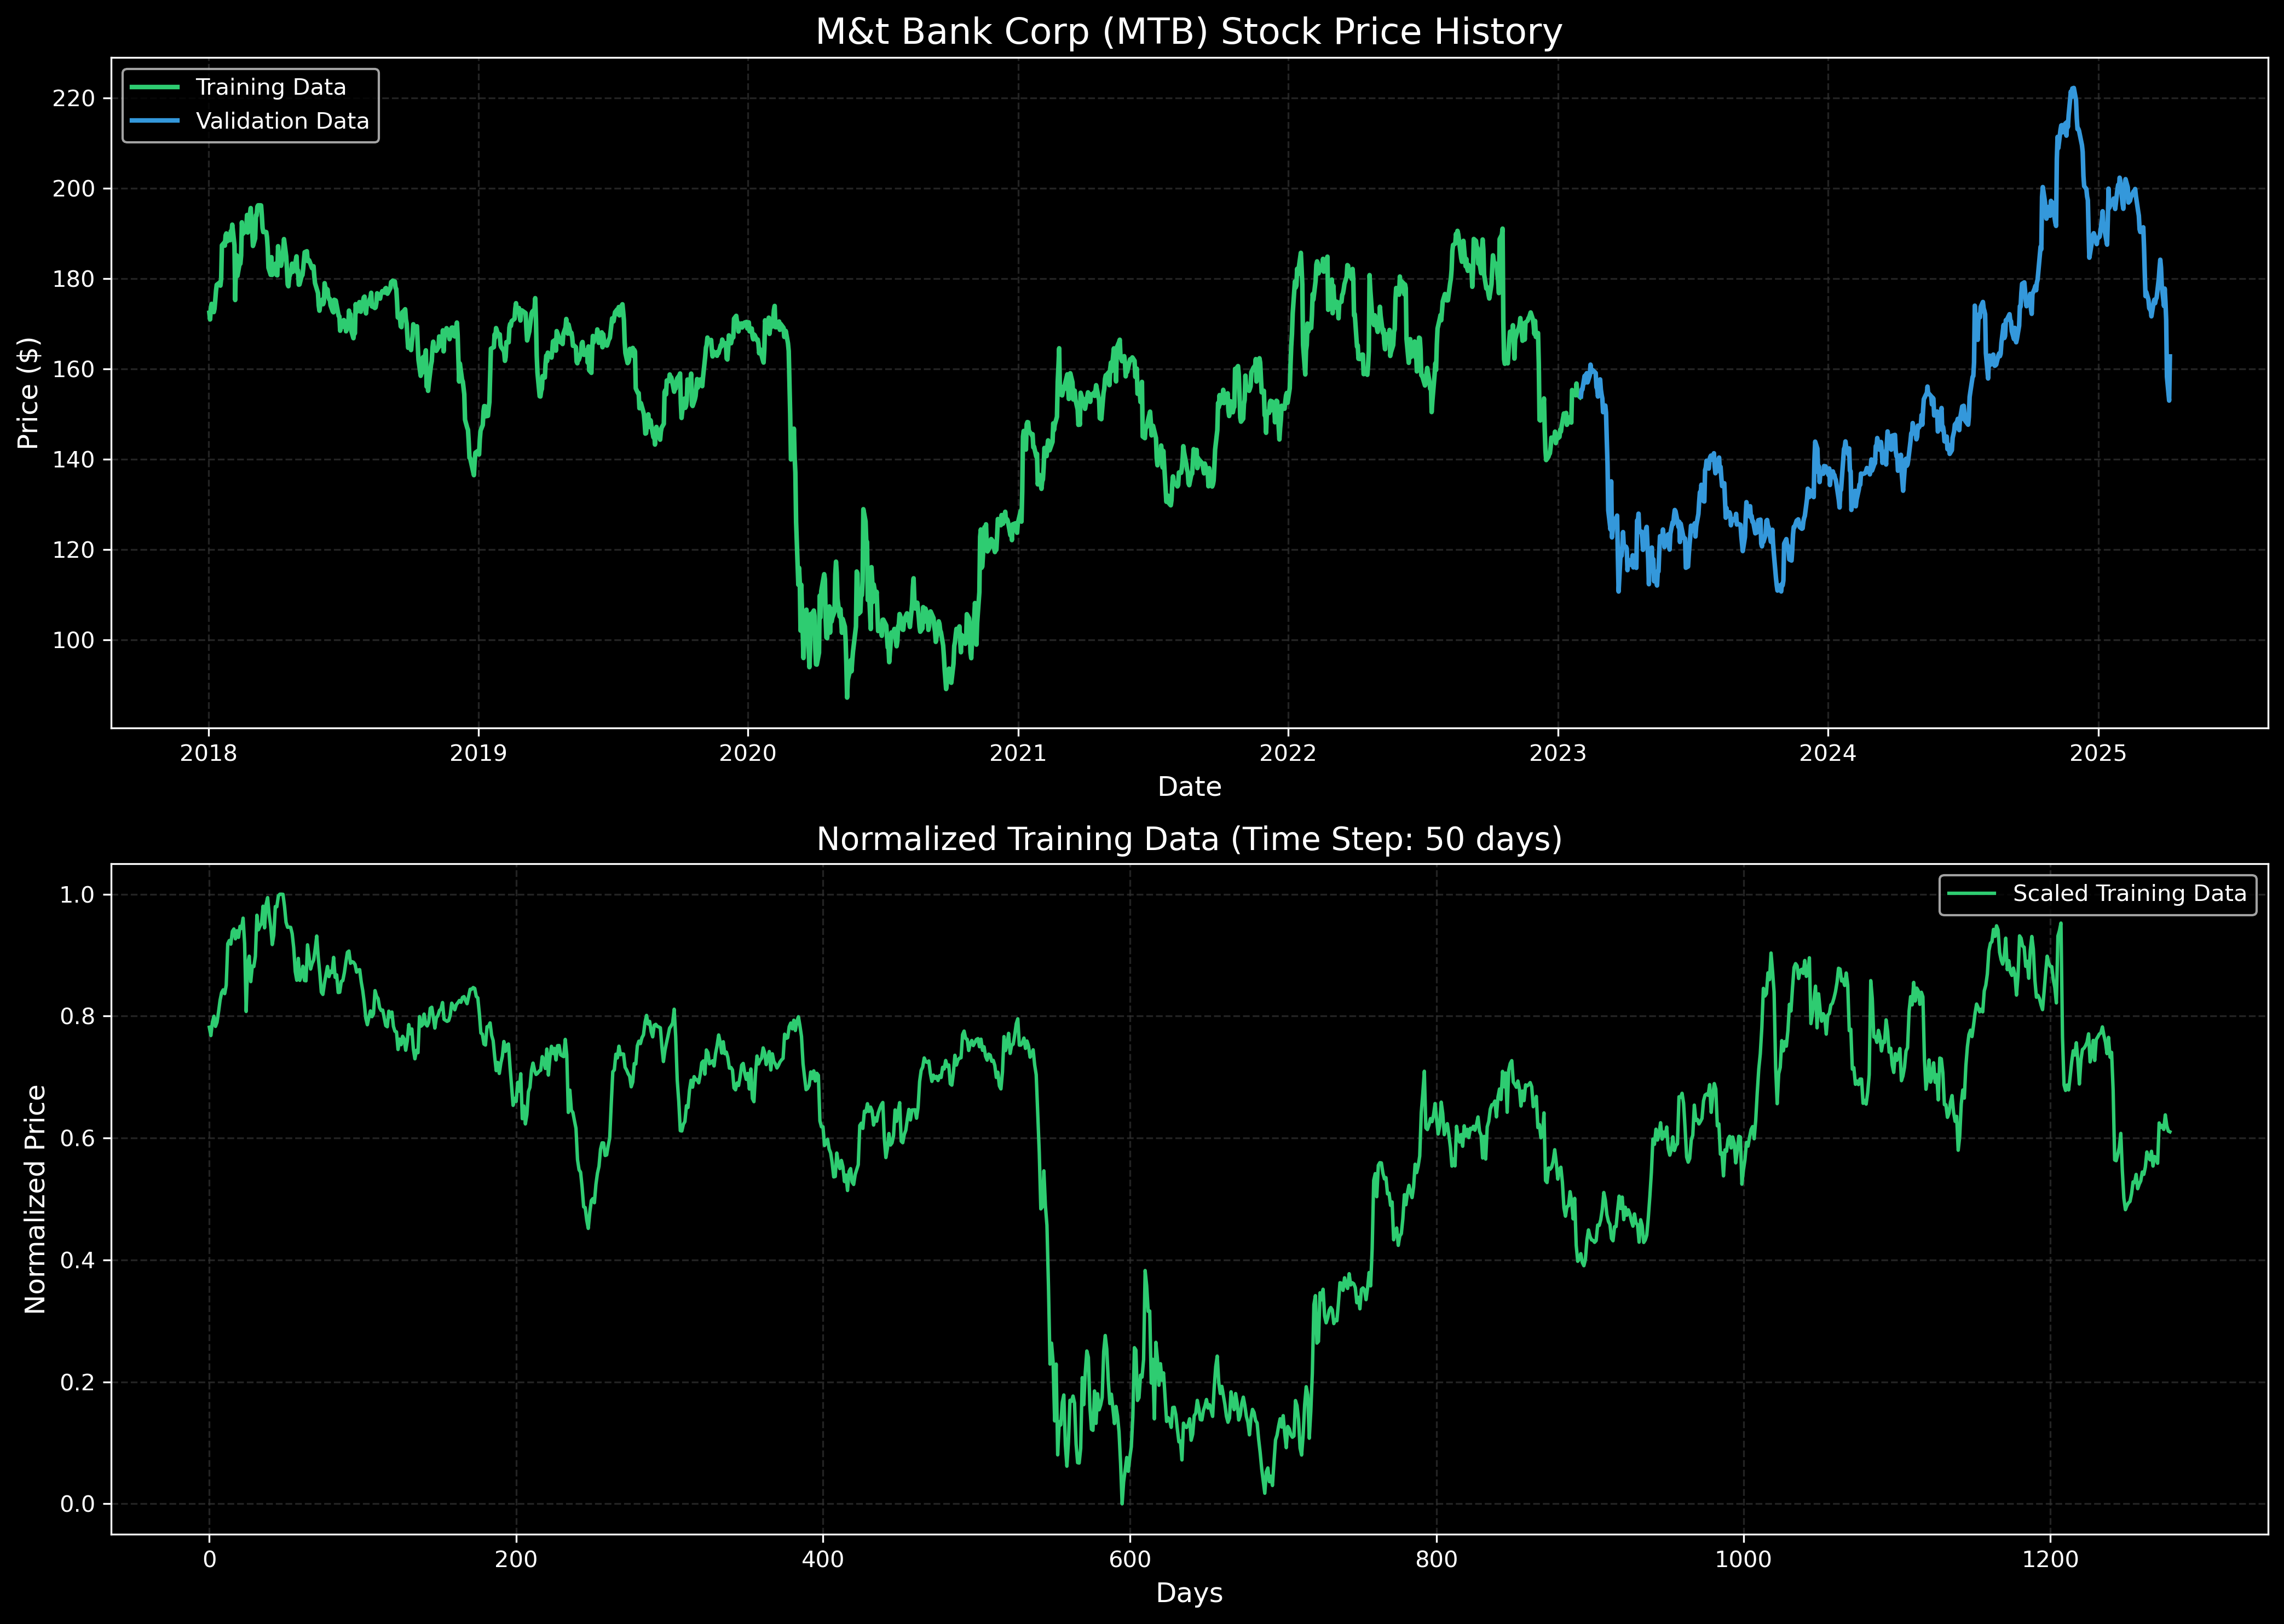 M&t Bank Corp (MTB) Stock Price History
Training Data
Validation Data
Price ($)
220
200
180
160
140
120
100
2018 2019 2020 2021 2022 2023 2024 2025
Date
Normalized Training Data (Time Step: 50 days)
Scaled Training Data
Normalized Price
1.0
0.8
0.6
0.4
0.2
0.0
0 200 400 600 800 1000 1200
Days